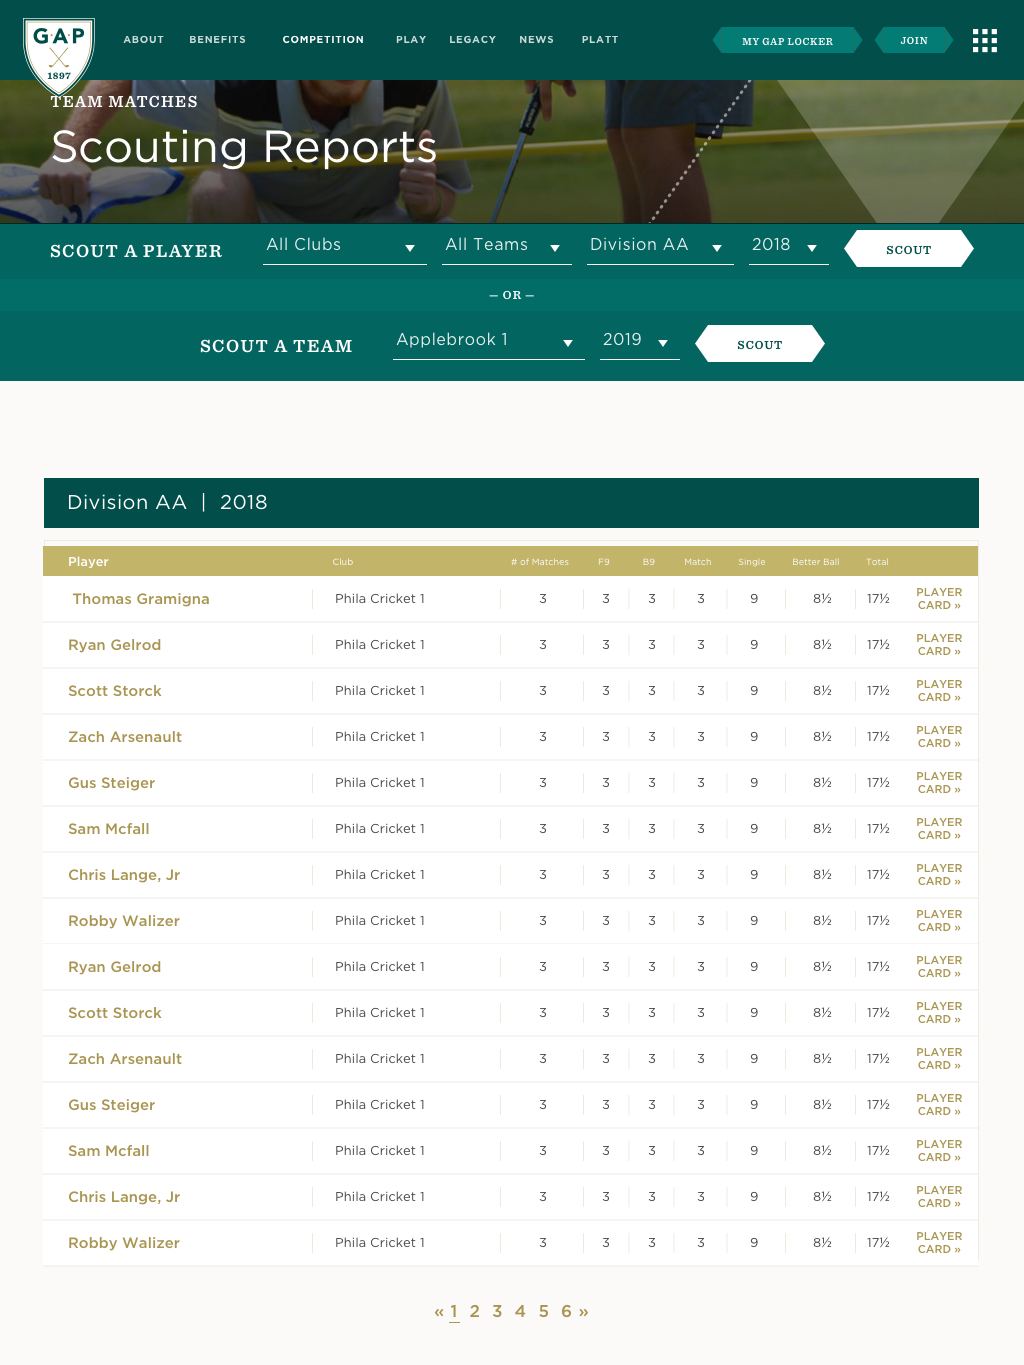 GAP
1897
ABOUT BENEFITS COMPETITION PLAY LEGACY NEWS PLATT MY GAP LOCKER JOIN
TEAM MATCHES
Scouting Reports
SCOUT A PLAYER All Clubs All Teams Division AA 2018 SCOUT
— OR —
SCOUT A TEAM Applebrook 1 2019 SCOUT
Division AA | 2018
Player Club # of Matches F9 B9 Match Single Better Ball Total
Thomas Gramigna Phila Cricket 1 3 3 3 3 9 8½ 17½ PLAYER CARD »
Ryan Gelrod Phila Cricket 1 3 3 3 3 9 8½ 17½ PLAYER CARD »
Scott Storck Phila Cricket 1 3 3 3 3 9 8½ 17½ PLAYER CARD »
Zach Arsenault Phila Cricket 1 3 3 3 3 9 8½ 17½ PLAYER CARD »
Gus Steiger Phila Cricket 1 3 3 3 3 9 8½ 17½ PLAYER CARD »
Sam Mcfall Phila Cricket 1 3 3 3 3 9 8½ 17½ PLAYER CARD »
Chris Lange, Jr Phila Cricket 1 3 3 3 3 9 8½ 17½ PLAYER CARD »
Robby Walizer Phila Cricket 1 3 3 3 3 9 8½ 17½ PLAYER CARD »
Ryan Gelrod Phila Cricket 1 3 3 3 3 9 8½ 17½ PLAYER CARD »
Scott Storck Phila Cricket 1 3 3 3 3 9 8½ 17½ PLAYER CARD »
Zach Arsenault Phila Cricket 1 3 3 3 3 9 8½ 17½ PLAYER CARD »
Gus Steiger Phila Cricket 1 3 3 3 3 9 8½ 17½ PLAYER CARD »
Sam Mcfall Phila Cricket 1 3 3 3 3 9 8½ 17½ PLAYER CARD »
Chris Lange, Jr Phila Cricket 1 3 3 3 3 9 8½ 17½ PLAYER CARD »
Robby Walizer Phila Cricket 1 3 3 3 3 9 8½ 17½ PLAYER CARD »
« 1 2 3 4 5 6 »